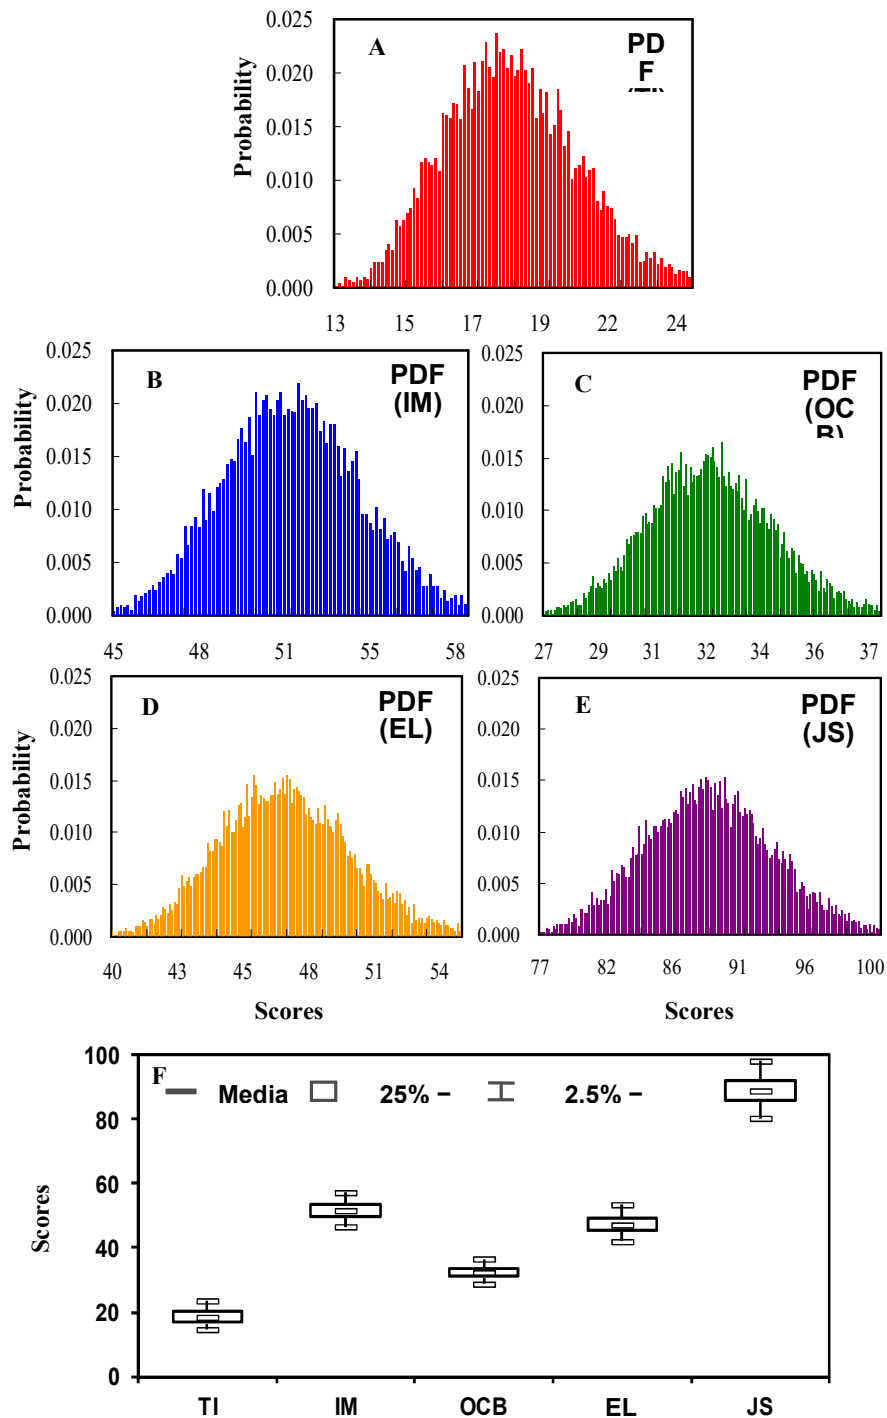 A
PD
F
(TI)
Probability
0.025
0.020
0.015
0.010
0.005
0.000
13 15 17 19 22 24
B
PDF
(IM)
Probability
0.025
0.020
0.015
0.010
0.005
0.000
45 48 51 55 58
C
PDF
(OC
B)
0.025
0.020
0.015
0.010
0.005
0.000
27 29 31 32 34 36 37
D
PDF
(EL)
Probability
0.025
0.020
0.015
0.010
0.005
0.000
40 43 45 48 51 54
Scores
E
PDF
(JS)
0.025
0.020
0.015
0.010
0.005
0.000
77 82 86 91 96 100
Scores
F
Media 25% – 2.5% –
Scores
100
80
60
40
20
0
TI IM OCB EL JS